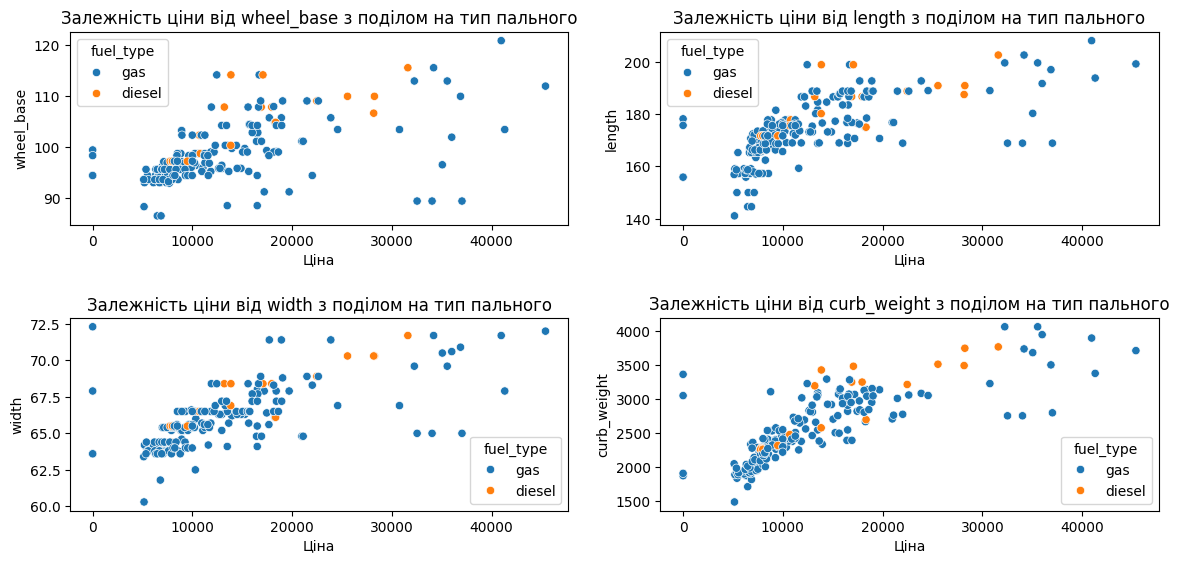 Залежність ціни від wheel_base з поділом на тип пального
fuel_type
gas
diesel
120
110
100
90
wheel_base
0 10000 20000 30000 40000
Ціна
Залежність ціни від length з поділом на тип пального
fuel_type
gas
diesel
200
180
160
140
length
0 10000 20000 30000 40000
Ціна
Залежність ціни від width з поділом на тип пального
72.5
70.0
67.5
65.0
62.5
60.0
width
fuel_type
gas
diesel
0 10000 20000 30000 40000
Ціна
Залежність ціни від curb_weight з поділом на тип пального
4000
3500
3000
2500
2000
1500
curb_weight
fuel_type
gas
diesel
0 10000 20000 30000 40000
Ціна